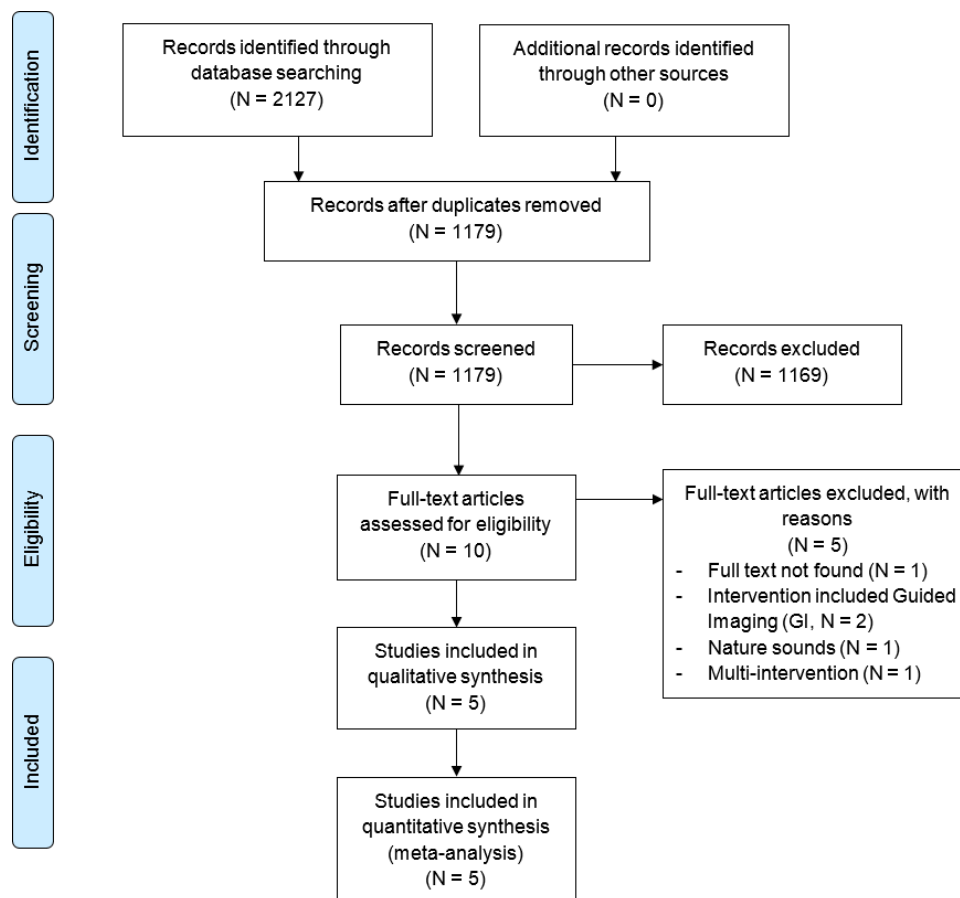 Identification
Records identified through
database searching
(N = 2127)
Additional records identified
through other sources
(N = 0)
Records after duplicates removed
(N = 1179)
Screening
Records screened
(N = 1179)
Records excluded
(N = 1169)
Eligibility
Full-text articles
assessed for eligibility
(N = 10)
Full-text articles excluded, with
reasons
(N = 5)
- Full text not found (N = 1)
- Intervention included Guided
Imaging (GI, N = 2)
- Nature sounds (N = 1)
- Multi-intervention (N = 1)
Included
Studies included in
qualitative synthesis
(N = 5)
Studies included in
quantitative synthesis
(meta-analysis)
(N = 5)